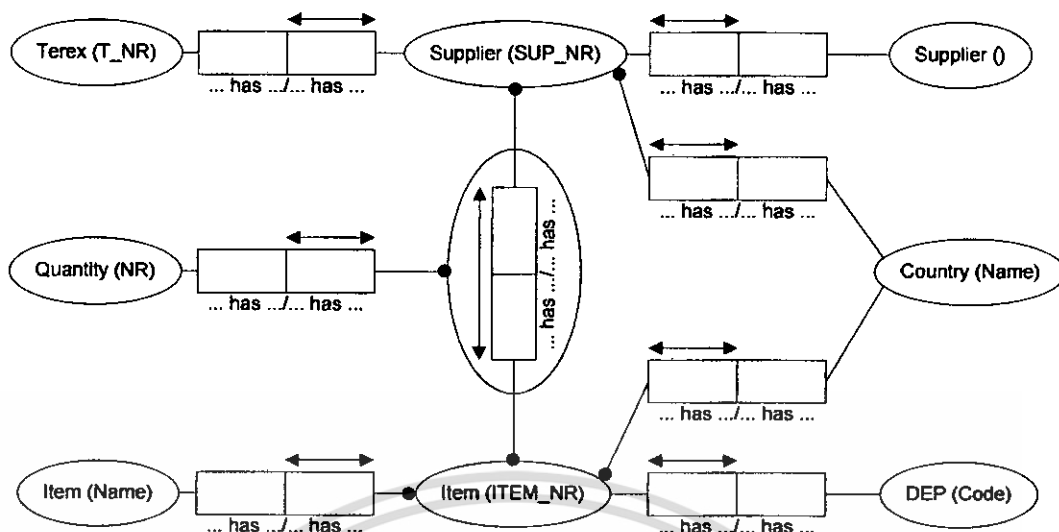 Terex (T_NR)
... has .../... has ...
Supplier (SUP_NR)
... has .../... has ...
Supplier ()
... has .../... has ...
Quantity (NR)
... has .../... has ...
... has .../... has ...
Country (Name)
... has .../... has ...
Item (Name)
... has .../... has ...
Item (ITEM_NR)
... has .../... has ...
DEP (Code)